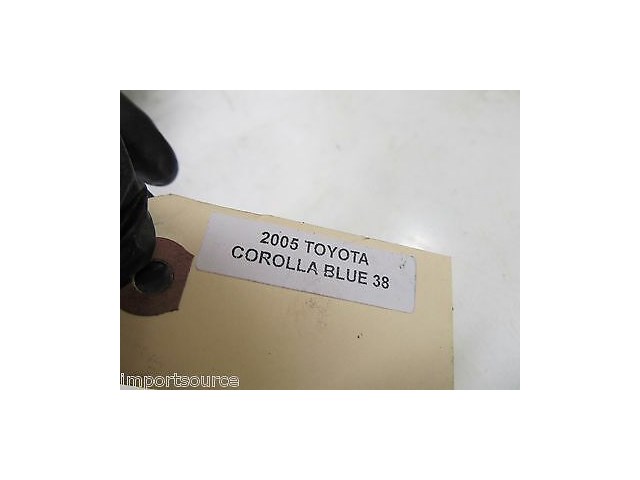 2005 TOYOTA
COROLLA BLUE 38
importsource